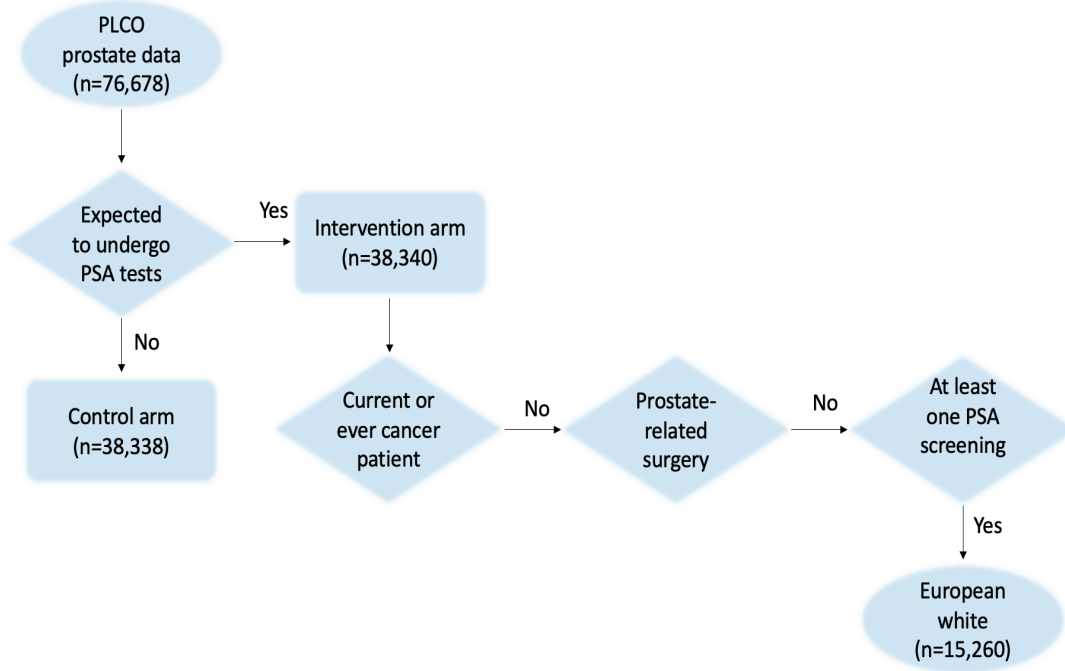 PLCO
prostate data
(n=76,678)
Expected
to undergo
PSA tests
Yes
Intervention arm
(n=38,340)
No
Control arm
(n=38,338)
Current or
ever cancer
patient
No
Prostate-
related
surgery
No
At least
one PSA
screening
Yes
European
white
(n=15,260)